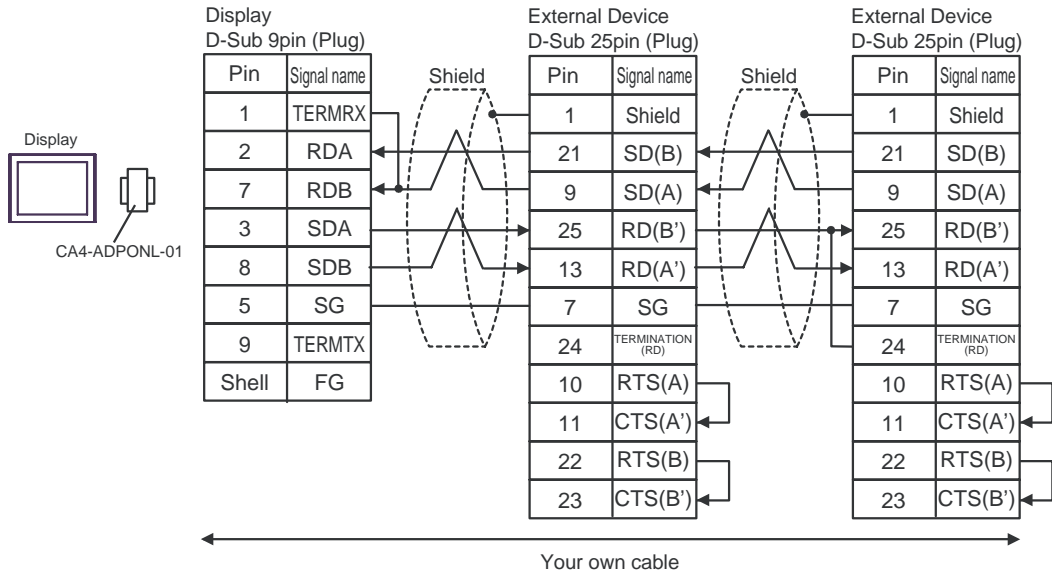 Display
D-Sub 9pin (Plug)
External Device
D-Sub 25pin (Plug)
External Device
D-Sub 25pin (Plug)
Pin Signal name Shield Pin Signal name Shield Pin Signal name
1 TERMRX 1 Shield 1 Shield
Display
2 RDA 21 SD(B) 21 SD(B)
7 RDB 9 SD(A) 9 SD(A)
3 SDA 25 RD(B') 25 RD(B')
CA4-ADPONL-01
8 SDB 13 RD(A') 13 RD(A')
5 SG 7 SG 7 SG
9 TERMTX 24 TERMINATION (RD) 24 TERMINATION (RD)
Shell FG 10 RTS(A) 10 RTS(A)
11 CTS(A') 11 CTS(A')
22 RTS(B) 22 RTS(B)
23 CTS(B') 23 CTS(B')
Your own cable